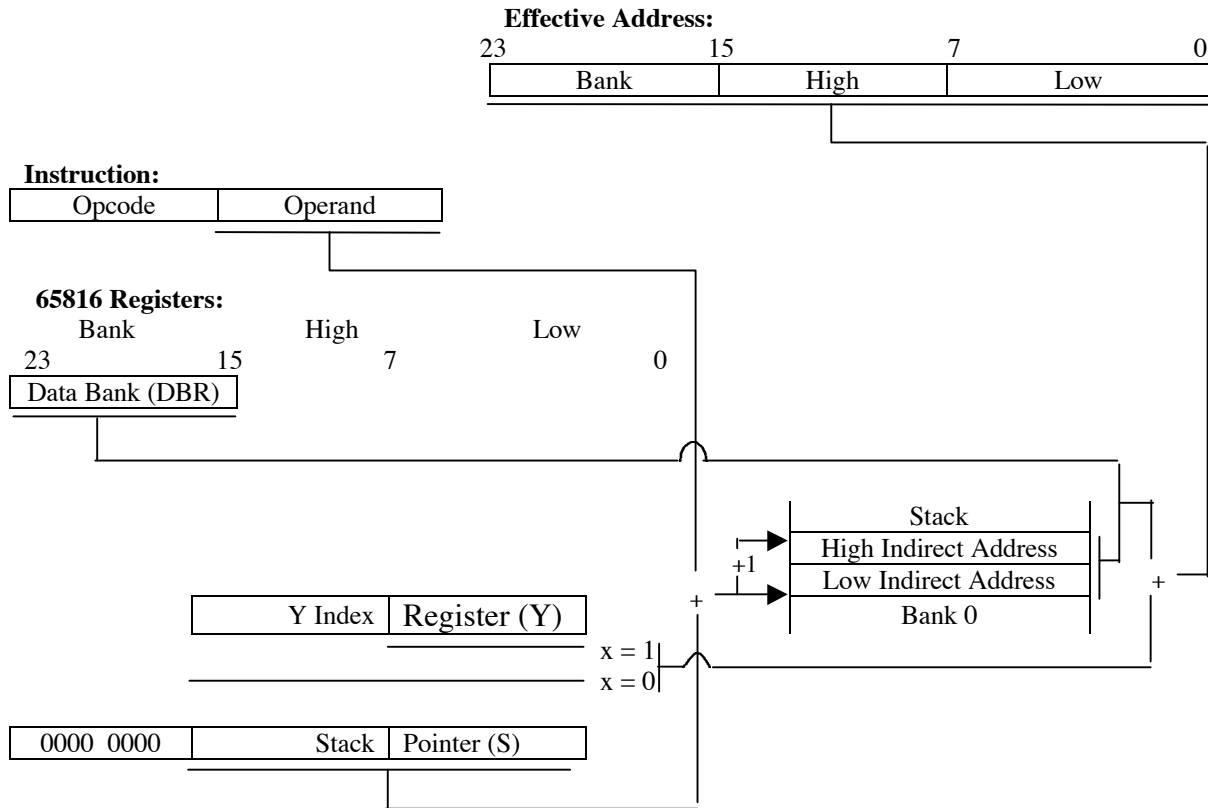 Effective Address:
23 15 7 0
Bank High Low
Instruction:
Opcode Operand
65816 Registers:
Bank High Low
23 15 7 0
Data Bank (DBR)
Stack
High Indirect Address
+1
Low Indirect Address
+
+
Y Index Register (Y)
Bank 0
x = 1
x = 0
0000 0000 Stack Pointer (S)